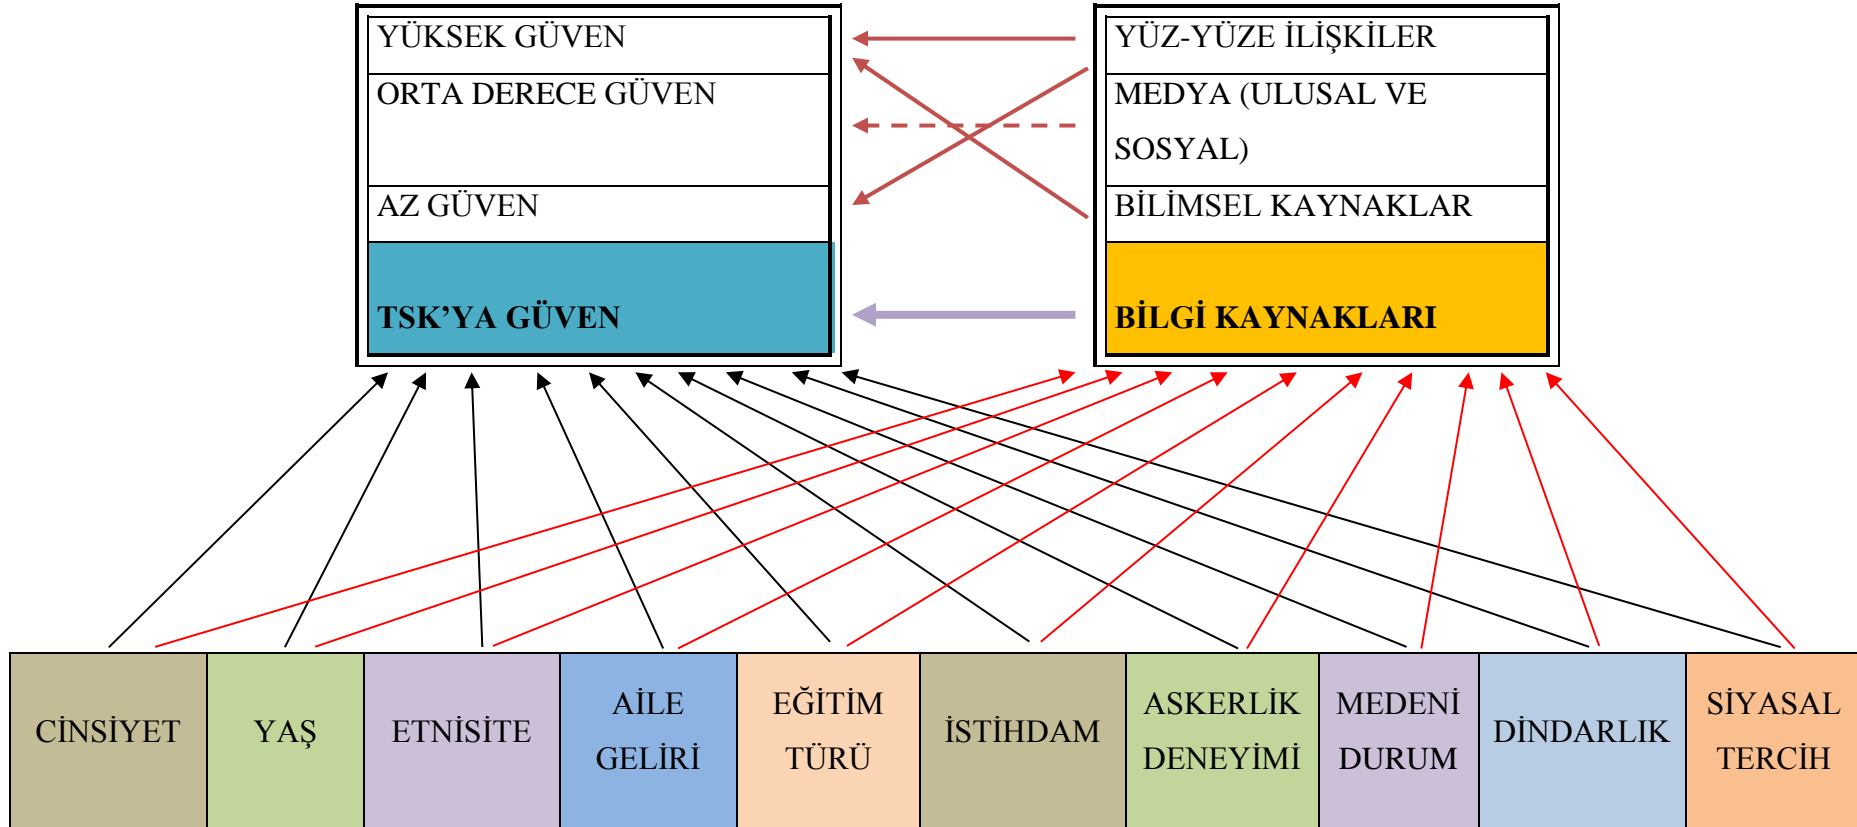 YÜKSEK GÜVEN
ORTA DERECE GÜVEN
AZ GÜVEN
TSK’YA GÜVEN
YÜZ-YÜZE İLİŞKİLER
MEDYA (ULUSAL VE
SOSYAL)
BİLİMSEL KAYNAKLAR
BİLGİ KAYNAKLARI
CİNSİYET
YAŞ
ETNİSİTE
AİLE
GELİRİ
EĞİTİM
TÜRÜ
İSTİHDAM
ASKERLİK
DENEYİMİ
MEDENİ
DURUM
DİNDARLIK
SİYASAL
TERCİH